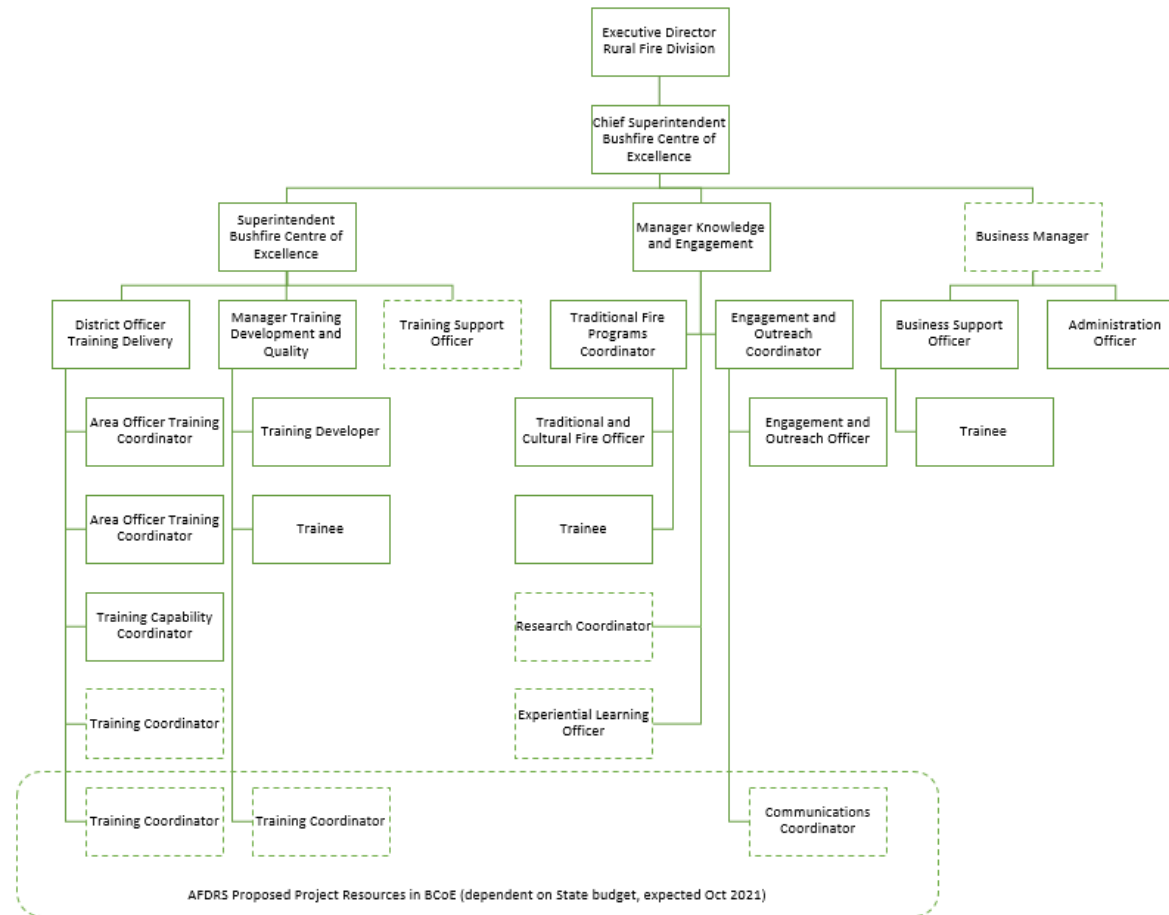 Executive Director
Rural Fire Division
Chief Superintendent
Bushfire Centre of
Excellence
Superintendent
Bushfire Centre of
Excellence
Manager Knowledge
and Engagement
Business Manager
District Officer
Training Delivery
Manager Training
Development and
Quality
Training Support
Officer
Traditional Fire
Programs
Coordinator
Engagement and
Outreach
Coordinator
Business Support
Officer
Administration
Officer
Area Officer Training
Coordinator
Training Developer
Traditional and
Cultural Fire Officer
Engagement and
Outreach Officer
Trainee
Area Officer Training
Coordinator
Trainee
Trainee
Training Capability
Coordinator
Research Coordinator
Training Coordinator
Experiential Learning
Officer
Training Coordinator
Training Coordinator
Communications
Coordinator
AFDRS Proposed Project Resources in BCoE (dependent on State budget, expected Oct 2021)